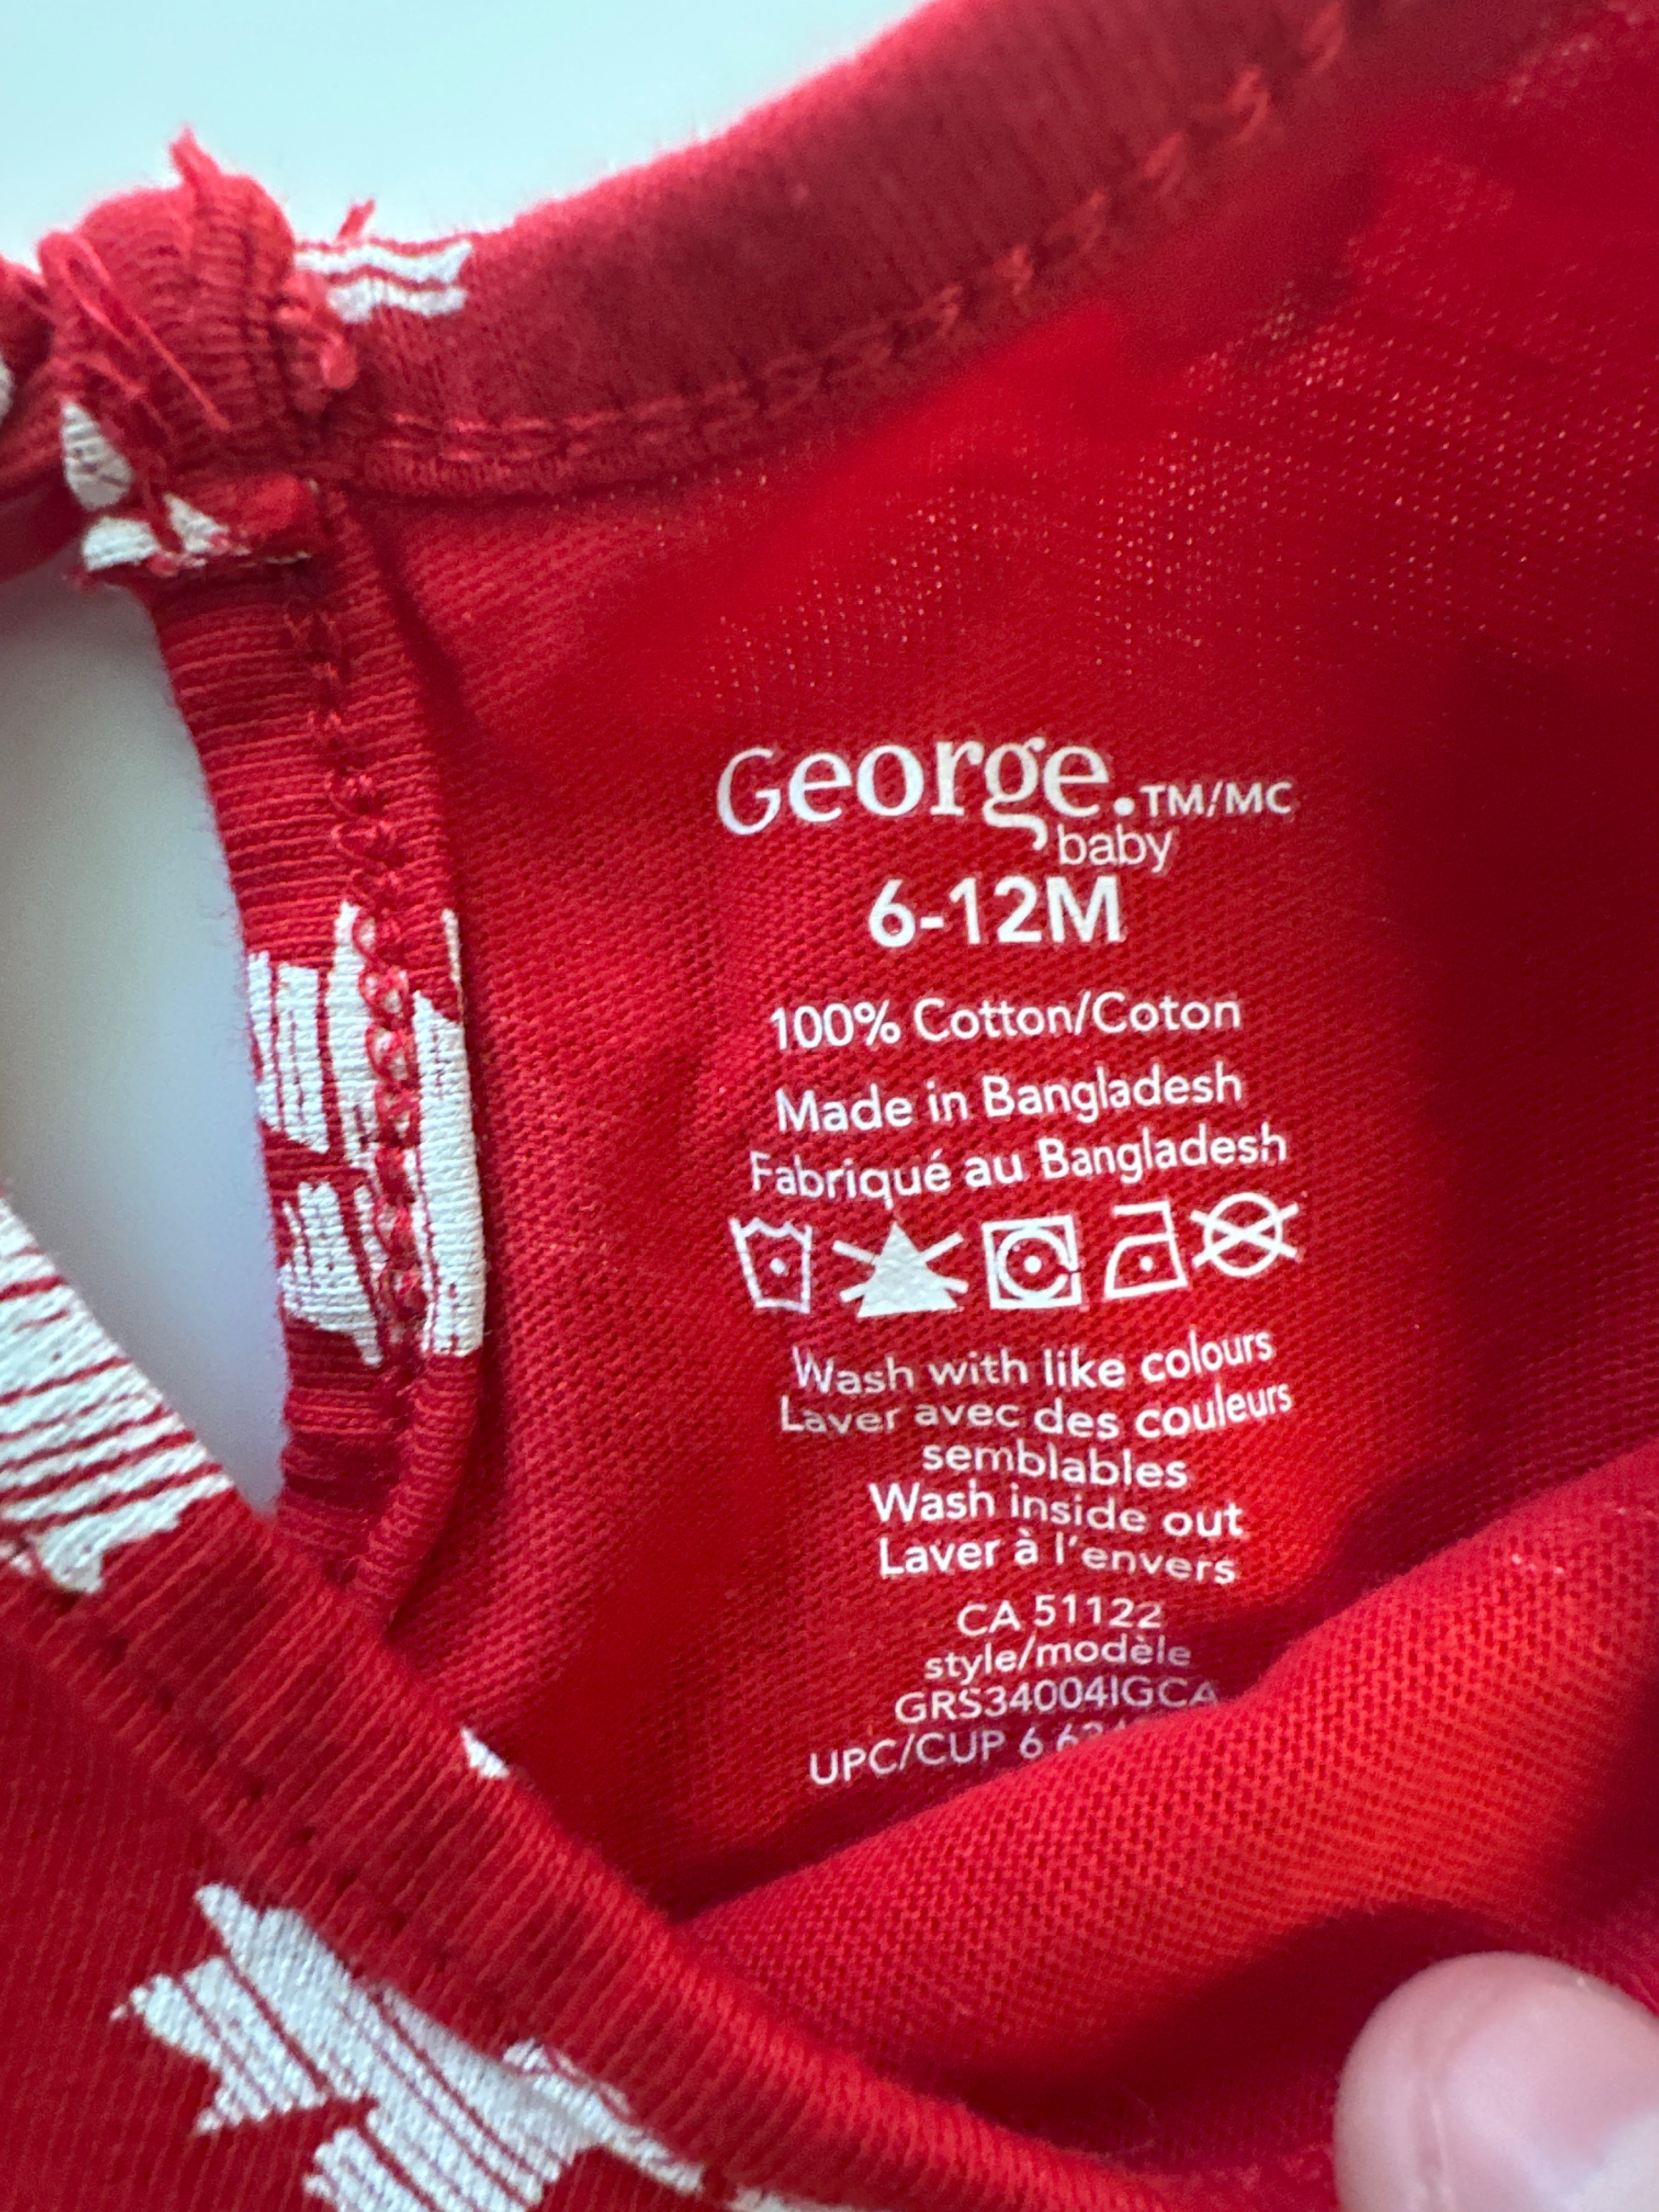 George.TM/MC
baby
6-12M
100% Cotton/Coton
Made in Bangladesh
Fabriqué au Bangladesh
Wash with like colours
Laver avec des couleurs
semblables
Wash inside out
Laver à l'envers
CA 51122
style/modèle
GRS34004IGCA
UPC/CUP 6